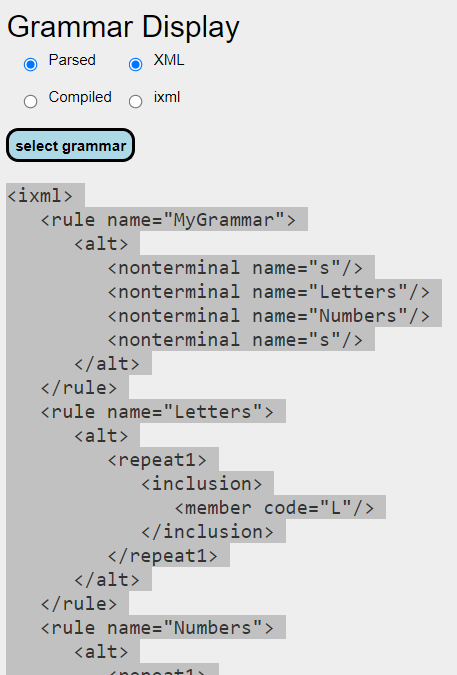 Grammar Display
Parsed XML
Compiled ixml
select grammar
<ixml>
   <rule name="MyGrammar">
      <alt>
         <nonterminal name="s"/>
         <nonterminal name="Letters"/>
         <nonterminal name="Numbers"/>
         <nonterminal name="s"/>
      </alt>
   </rule>
   <rule name="Letters">
      <alt>
         <repeat1>
            <inclusion>
               <member code="L"/>
            </inclusion>
         </repeat1>
      </alt>
   </rule>
   <rule name="Numbers">
      <alt>
         <repeat1>